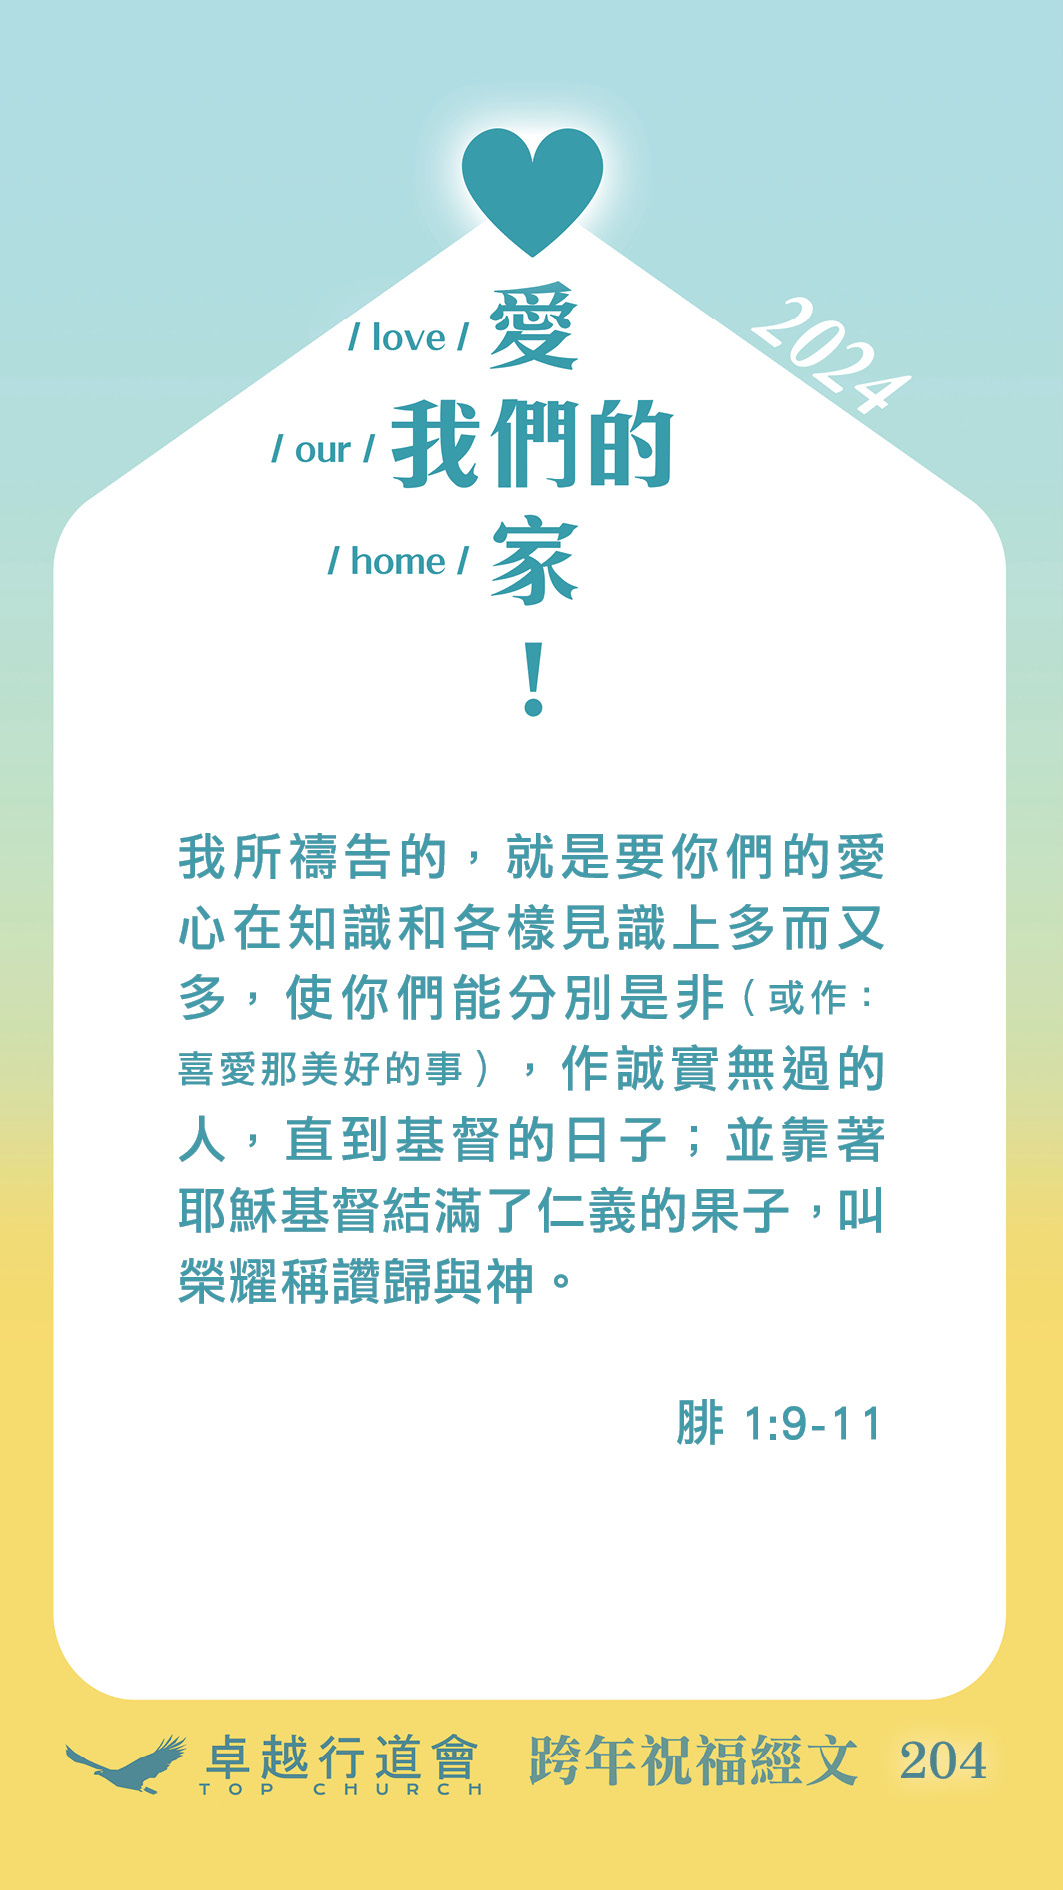 / love / 愛
2024
/ our / 我們的
/ home / 家
!
我所禱告的，就是要你們的愛
心在知識和各樣見識上多而又
多，使你們能分別是非（或作：
喜愛那美好的事），作誠實無過的
人，直到基督的日子；並靠著
耶穌基督結滿了仁義的果子，叫
榮耀稱讚歸與神。
腓 1:9-11
卓越行道會 跨年祝福經文 204
TOP CHURCH